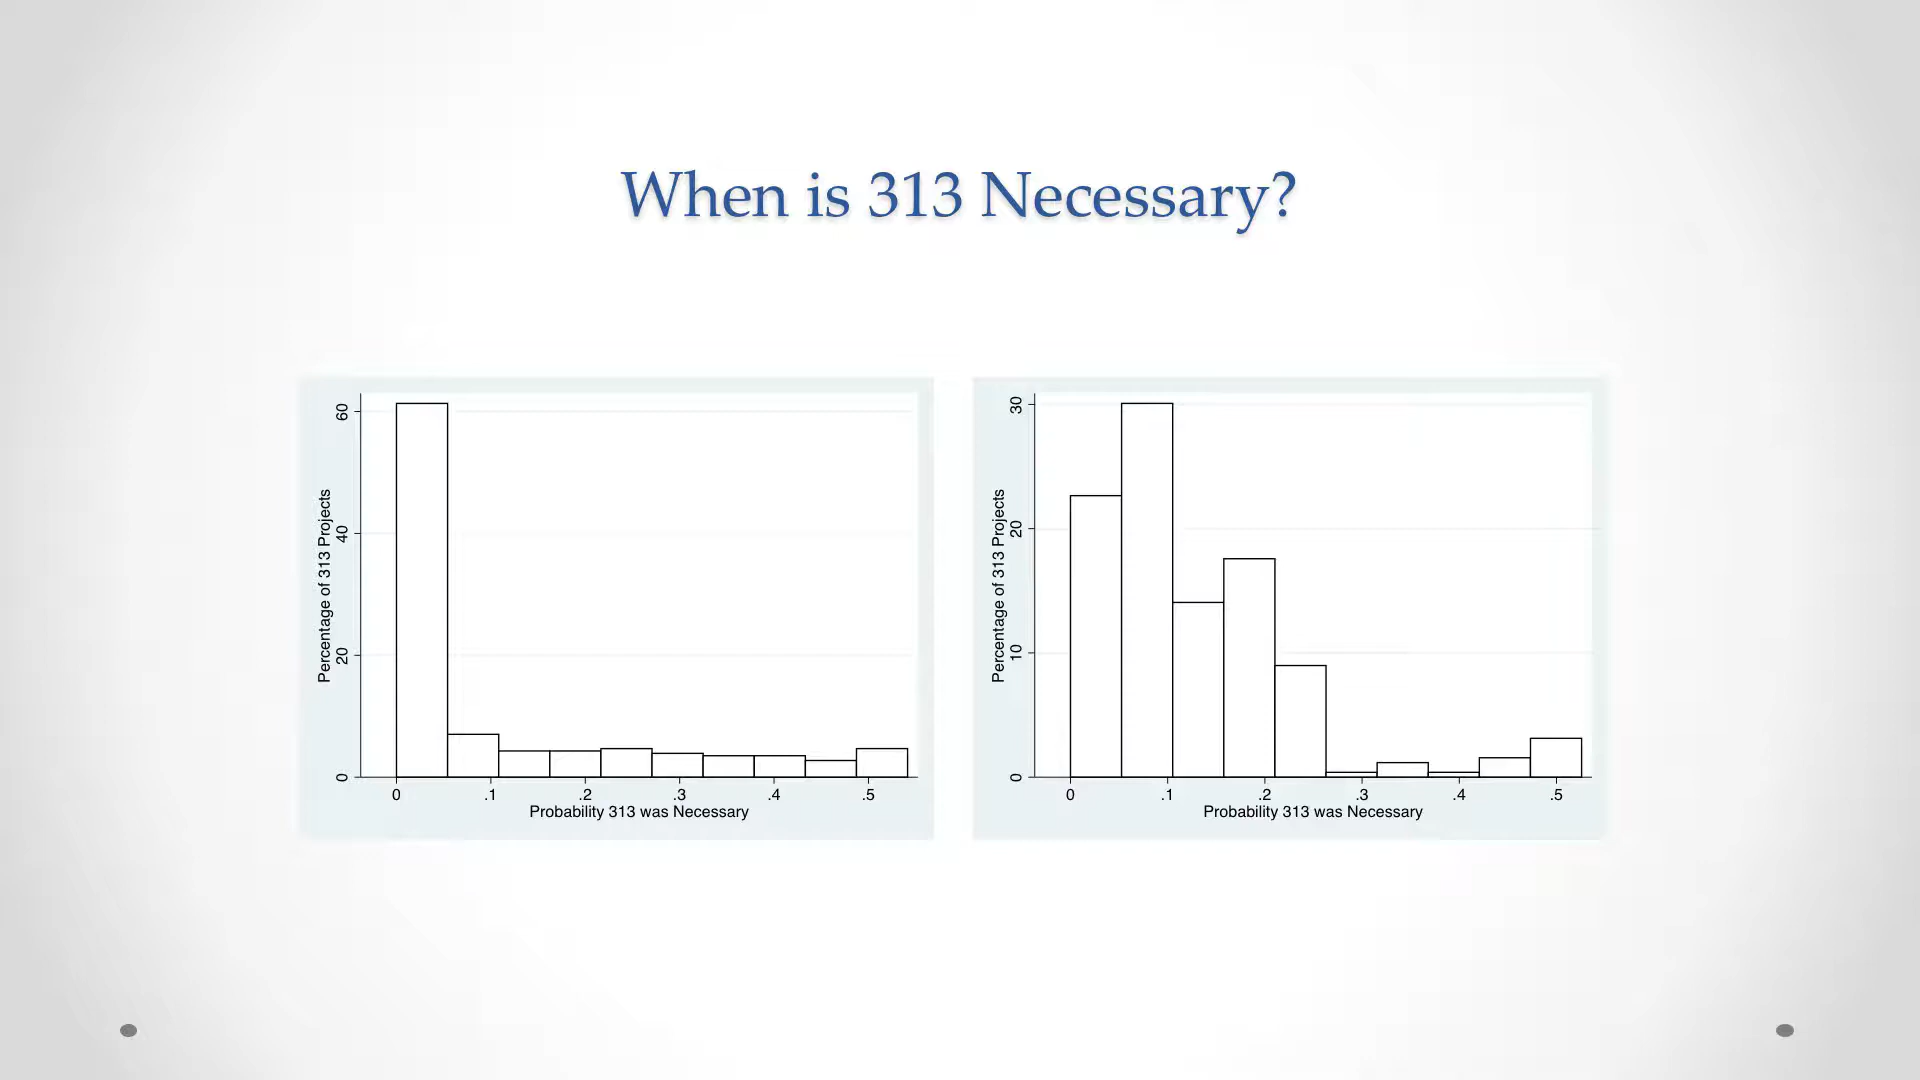 When is 313 Necessary?
Percentage of 313 Projects
60
40
20
0
0 .1 .2 .3 .4 .5
Probability 313 was Necessary
Percentage of 313 Projects
30
20
10
0
0 .1 .2 .3 .4 .5
Probability 313 was Necessary